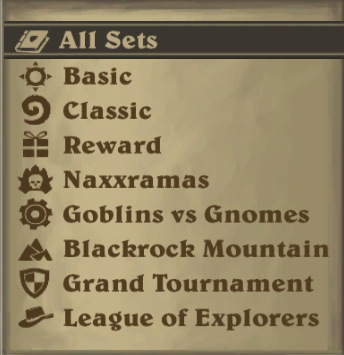 All Sets
Basic
Classic
Reward
Naxxramas
Goblins vs Gnomes
Blackrock Mountain
Grand Tournament
League of Explorers